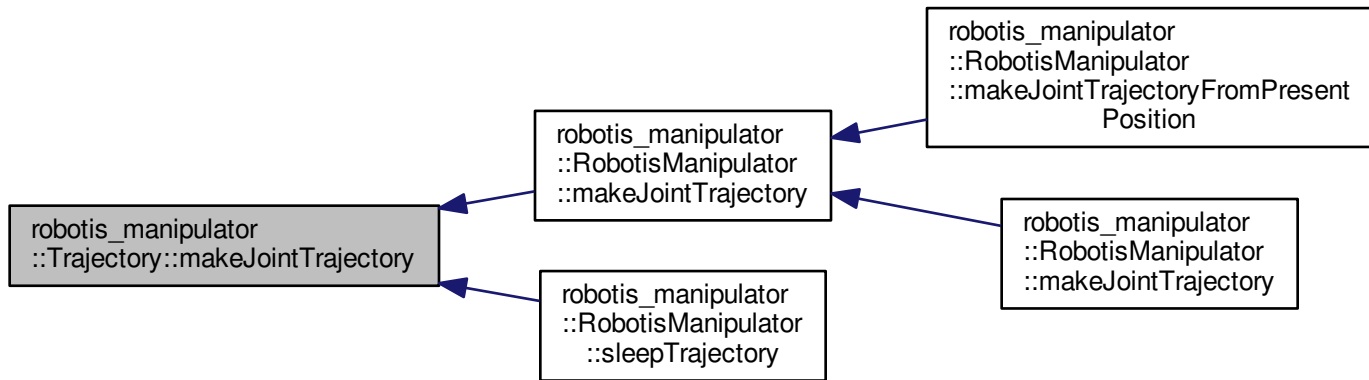 robotis_manipulator
::Trajectory::makeJointTrajectory
robotis_manipulator
::RobotisManipulator
::makeJointTrajectory
robotis_manipulator
::RobotisManipulator
::sleepTrajectory
robotis_manipulator
::RobotisManipulator
::makeJointTrajectoryFromPresent
Position
robotis_manipulator
::RobotisManipulator
::makeJointTrajectory